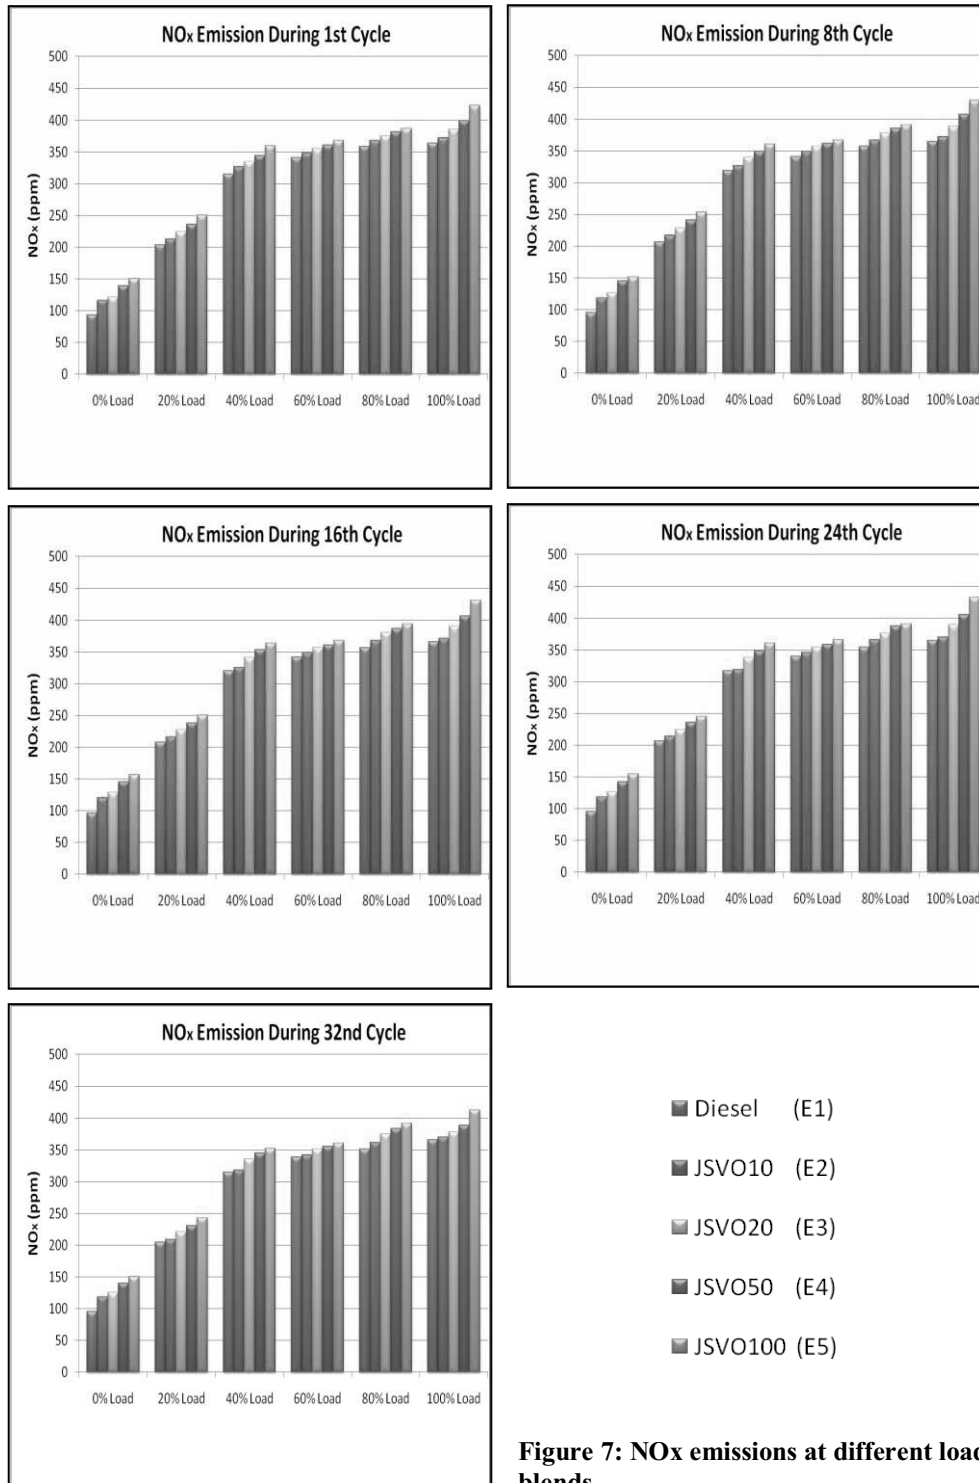 NOx Emission During 1st Cycle
500
450
400
350
300
250
200
150
100
50
0
NOx (ppm)
0% Load 20% Load 40% Load 60% Load 80% Load 100% Load
NOx Emission During 8th Cycle
500
450
400
350
300
250
200
150
100
50
0
NOx (ppm)
0% Load 20% Load 40% Load 60% Load 80% Load 100% Load
NOx Emission During 16th Cycle
500
450
400
350
300
250
200
150
100
50
0
NOx (ppm)
0% Load 20% Load 40% Load 60% Load 80% Load 100% Load
NOx Emission During 24th Cycle
500
450
400
350
300
250
200
150
100
50
0
NOx (ppm)
0% Load 20% Load 40% Load 60% Load 80% Load 100% Load
NOx Emission During 32nd Cycle
500
450
400
350
300
250
200
150
100
50
0
NOx (ppm)
0% Load 20% Load 40% Load 60% Load 80% Load 100% Load
Diesel (E1)
JSVO10 (E2)
JSVO20 (E3)
JSVO50 (E4)
JSVO100 (E5)
Figure 7: NOx emissions at different load
blends